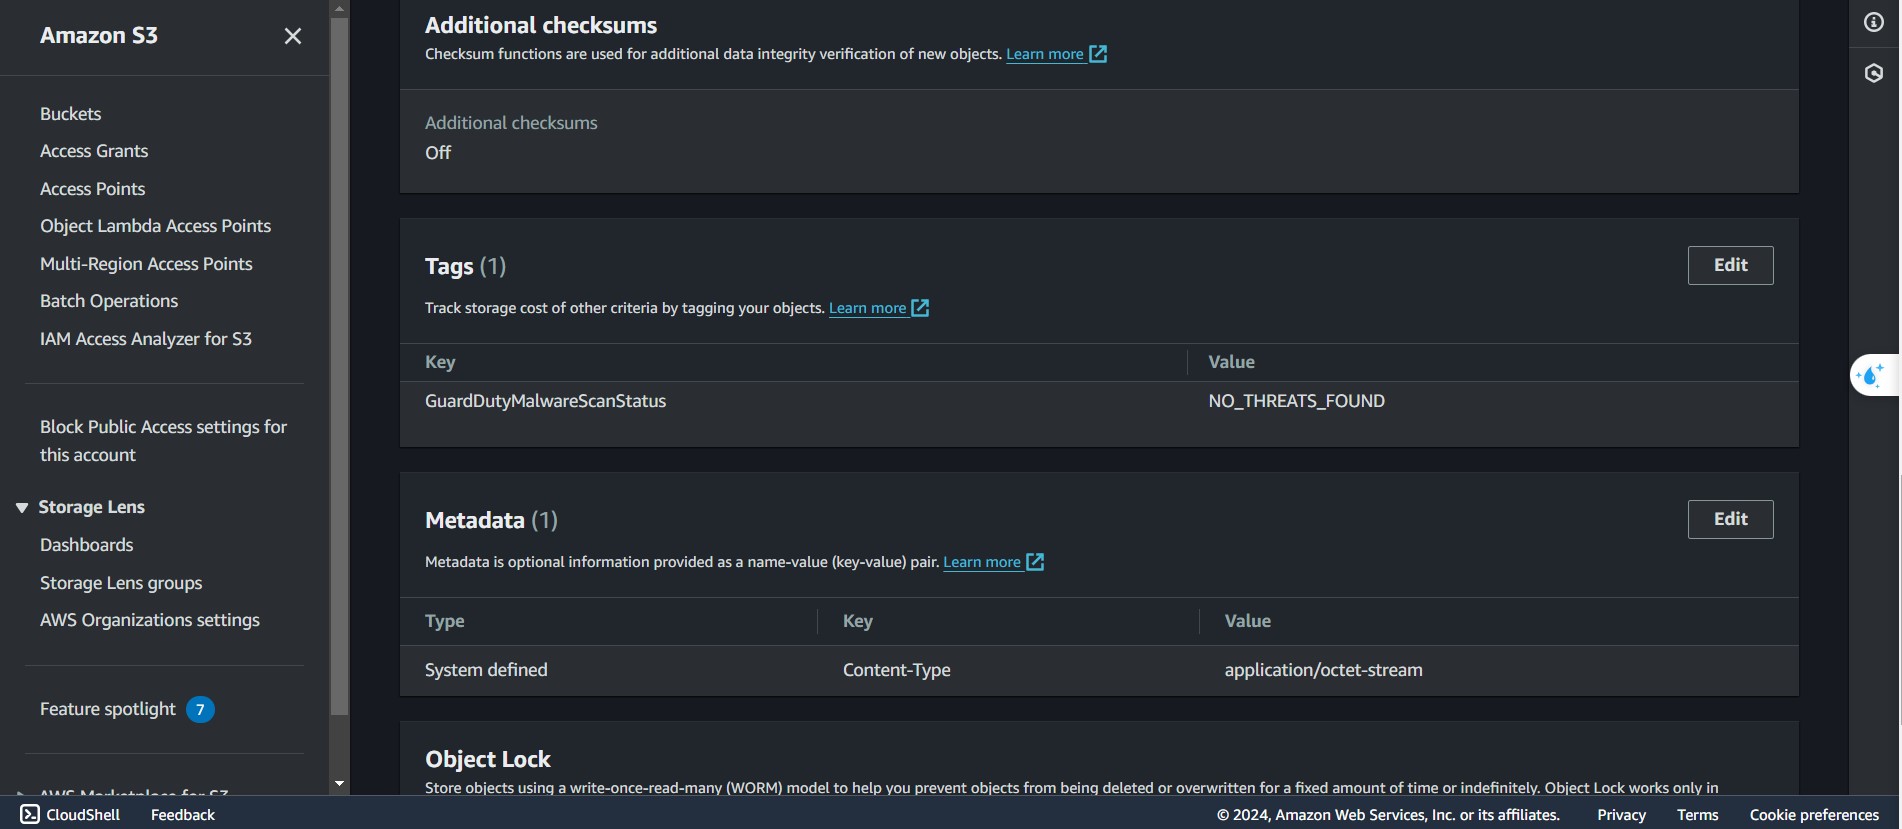 Amazon S3
Buckets
Access Grants
Access Points
Object Lambda Access Points
Multi-Region Access Points
Batch Operations
IAM Access Analyzer for S3
Block Public Access settings for
this account
Storage Lens
Dashboards
Storage Lens groups
AWS Organizations settings
Feature spotlight 7
AWS Marketplace for S3
Additional checksums
Checksum functions are used for additional data integrity verification of new objects. Learn more
Additional checksums
Off
Tags (1)
Edit
Track storage cost of other criteria by tagging your objects. Learn more
Key Value
GuardDutyMalwareScanStatus NO_THREATS_FOUND
Metadata (1)
Edit
Metadata is optional information provided as a name-value (key-value) pair. Learn more
Type Key Value
System defined Content-Type application/octet-stream
Object Lock
Store objects using a write-once-read-many (WORM) model to help you prevent objects from being deleted or overwritten for a fixed amount of time or indefinitely. Object Lock works only in
CloudShell Feedback © 2024, Amazon Web Services, Inc. or its affiliates. Privacy Terms Cookie preferences